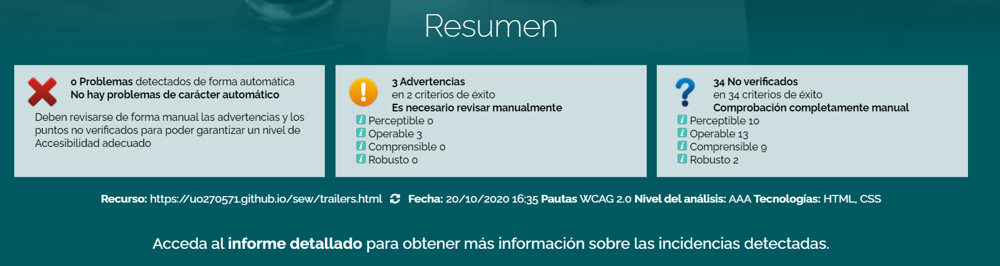 Resumen
0 Problemas detectados de forma automática
No hay problemas de carácter automático
Deben revisarse de forma manual las advertencias y los
puntos no verificados para poder garantizar un nivel de
Accesibilidad adecuado
3 Advertencias
en 2 criterios de éxito
Es necesario revisar manualmente
Perceptible 0
Operable 3
Comprensible 0
Robusto 0
34 No verificados
en 34 criterios de éxito
Comprobación completamente manual
Perceptible 10
Operable 13
Comprensible 9
Robusto 2
Recurso: https://uo270571.github.io/sew/trailers.html Fecha: 20/10/2020 16:35 Pautas WCAG 2.0 Nivel del análisis: AAA Tecnologías: HTML, CSS
Acceda al informe detallado para obtener más información sobre las incidencias detectadas.